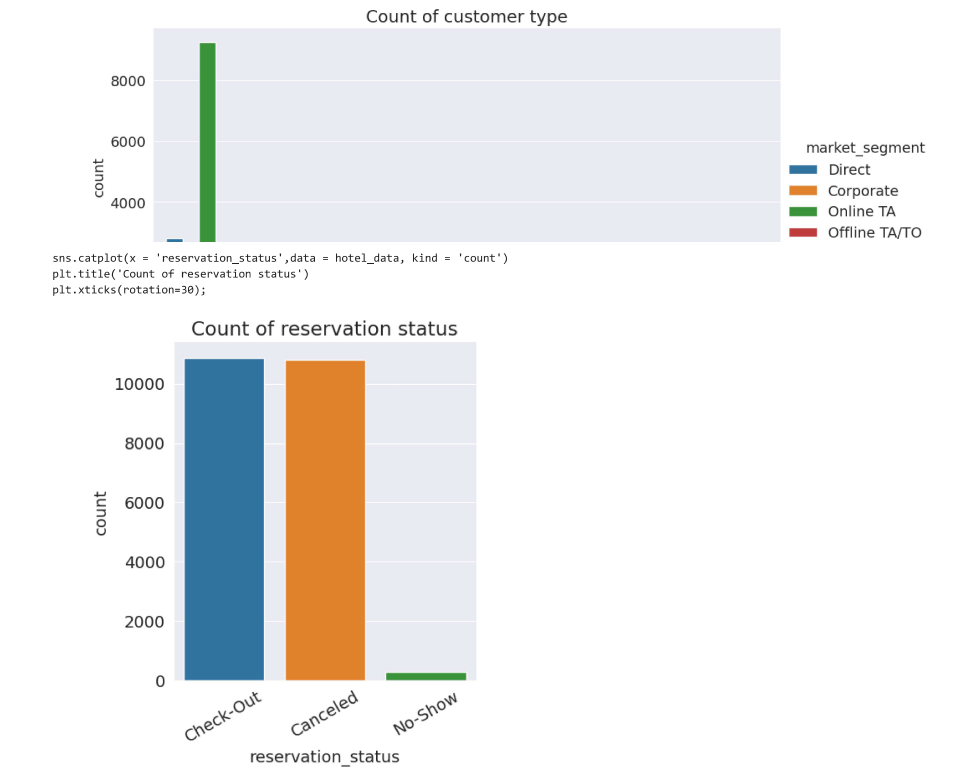 Count of customer type
8000
6000
4000
count
market_segment
Direct
Corporate
Online TA
Offline TA/TO
sns.catplot(x = 'reservation_status',data = hotel_data, kind = 'count')
plt.title('Count of reservation status')
plt.xticks(rotation=30);
Count of reservation status
10000
8000
6000
4000
2000
0
count
Check-Out
Canceled
No-Show
reservation_status